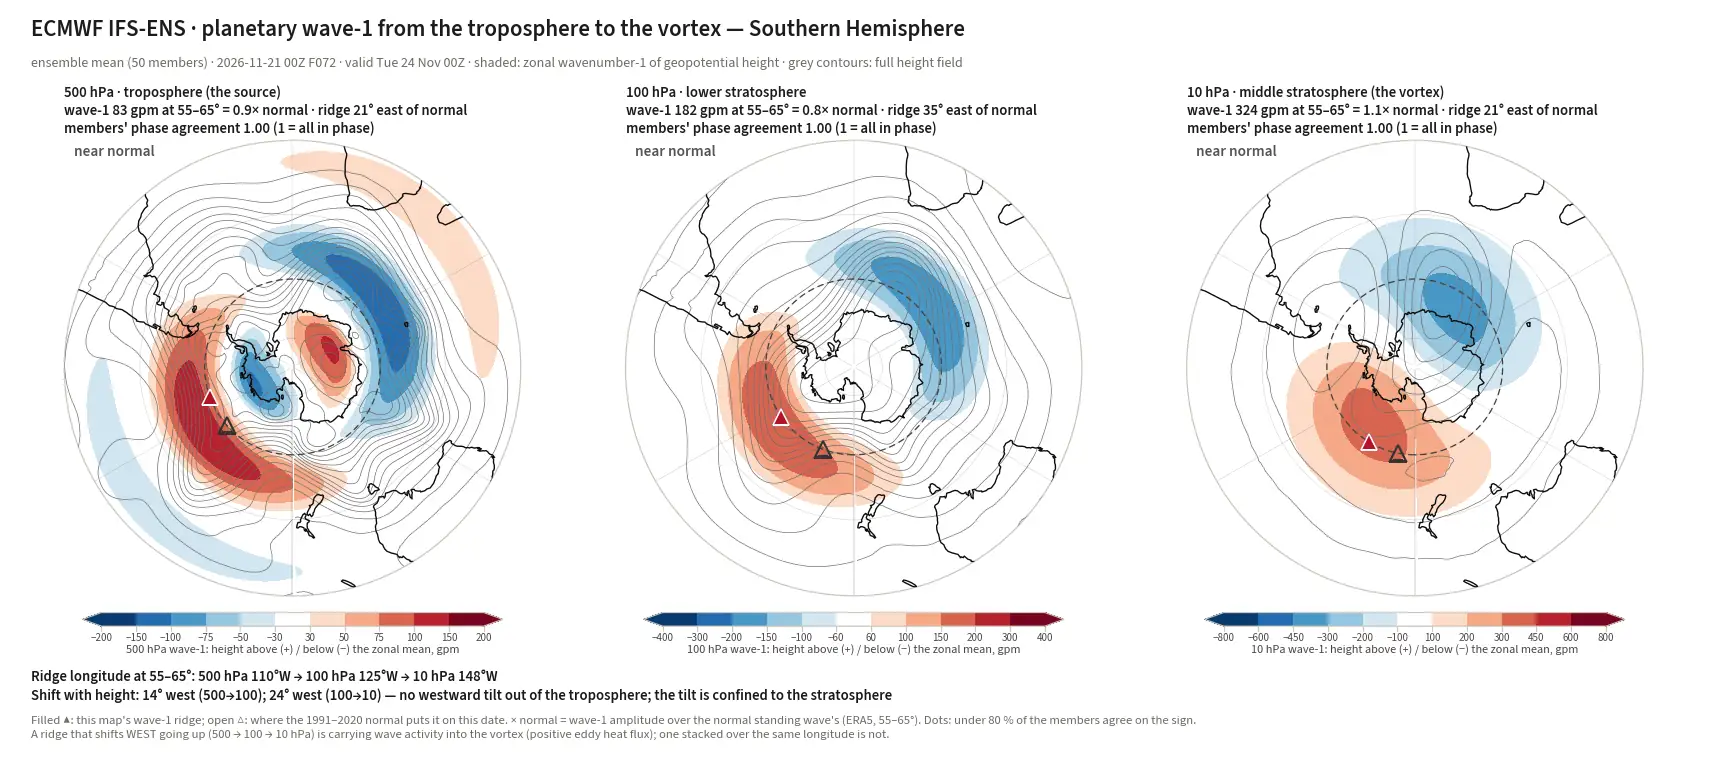 ECMWF IFS-ENS · planetary wave-1 from the troposphere to the vortex — Southern Hemisphere
ensemble mean (50 members) · 2026-11-21 00Z F072 · valid Tue 24 Nov 00Z · shaded: zonal wavenumber-1 of geopotential height · grey contours: full height field
500 hPa · troposphere (the source)
wave-1 83 gpm at 55–65° = 0.9× normal · ridge 21° east of normal
members' phase agreement 1.00 (1 = all in phase)
near normal
100 hPa · lower stratosphere
wave-1 182 gpm at 55–65° = 0.8× normal · ridge 35° east of normal
members' phase agreement 1.00 (1 = all in phase)
near normal
10 hPa · middle stratosphere (the vortex)
wave-1 324 gpm at 55–65° = 1.1× normal · ridge 21° east of normal
members' phase agreement 1.00 (1 = all in phase)
near normal
−200 −150 −100 −75 −50 −30 30 50 75 100 150 200
500 hPa wave-1: height above (+) / below (−) the zonal mean, gpm
−400 −300 −200 −150 −100 −60 60 100 150 200 300 400
100 hPa wave-1: height above (+) / below (−) the zonal mean, gpm
−800 −600 −450 −300 −200 −100 100 200 300 450 600 800
10 hPa wave-1: height above (+) / below (−) the zonal mean, gpm
Ridge longitude at 55–65°: 500 hPa 110°W → 100 hPa 125°W → 10 hPa 148°W
Shift with height: 14° west (500→100); 24° west (100→10) — no westward tilt out of the troposphere; the tilt is confined to the stratosphere
Filled ▲: this map's wave-1 ridge; open △: where the 1991–2020 normal puts it on this date. × normal = wave-1 amplitude over the normal standing wave's (ERA5, 55–65°). Dots: under 80 % of the members agree on the sign.
A ridge that shifts WEST going up (500 → 100 → 10 hPa) is carrying wave activity into the vortex (positive eddy heat flux); one stacked over the same longitude is not.